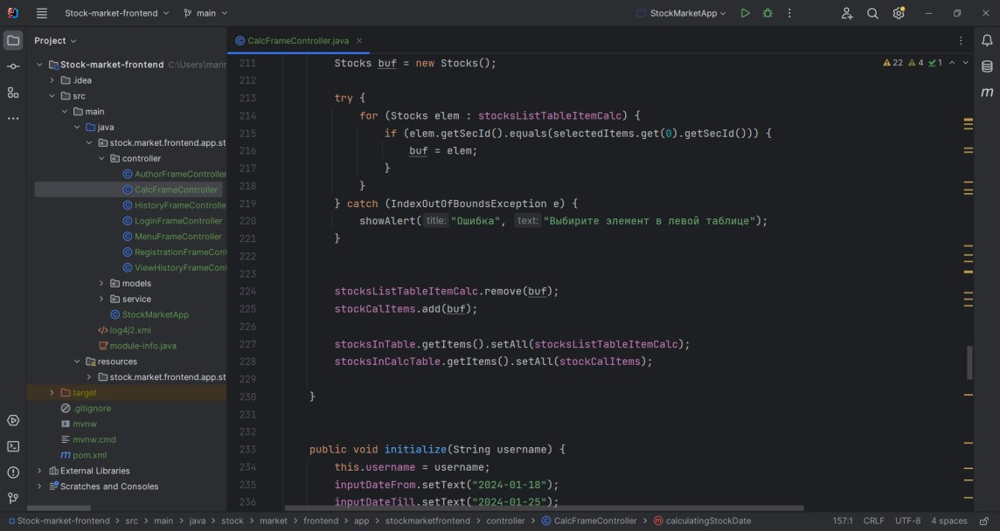 Stock-market-frontend main StockMarketApp
Project
CalcFrameController.java
Stock-market-frontend C:\Users\marin
.idea
src
main
java
stock.market.frontend.app.st
controller
AuthorFrameController
CalcFrameController
HistoryFrameControlle
LoginFrameController
MenuFrameController
RegistrationFrameCont
ViewHistoryFrameCont
models
service
StockMarketApp
log4j2.xml
module-info.java
resources
stock.market.frontend.app.st
target
.gitignore
mvnw
mvnw.cmd
pom.xml
External Libraries
Scratches and Consoles
22 4 1
211 Stocks buf = new Stocks();
212
213 try {
214 for (Stocks elem : stocksListTableItemCalc) {
215 if (elem.getSecId().equals(selectedItems.get(0).getSecId())) {
216 buf = elem;
217 }
218 }
219 } catch (IndexOutOfBoundsException e) {
220 showAlert( title: "Ошибка", text: "Выбирите элемент в левой таблице");
221 }
222
223
224 stocksListTableItemCalc.remove(buf);
225 stockCalItems.add(buf);
226
227 stocksInTable.getItems().setAll(stocksListTableItemCalc);
228 stocksInCalcTable.getItems().setAll(stockCalItems);
229
230 }
231
232
233 public void initialize(String username) {
234 this.username = username;
235 inputDateFrom.setText("2024-01-18");
236 inputDateTill.setText("2024-01-25");
Stock-market-frontend > src > main > java > stock > market > frontend > app > stockmarketfrontend > controller > CalcFrameController > calculatingStockDate 157:1 CRLF UTF-8 4 spaces